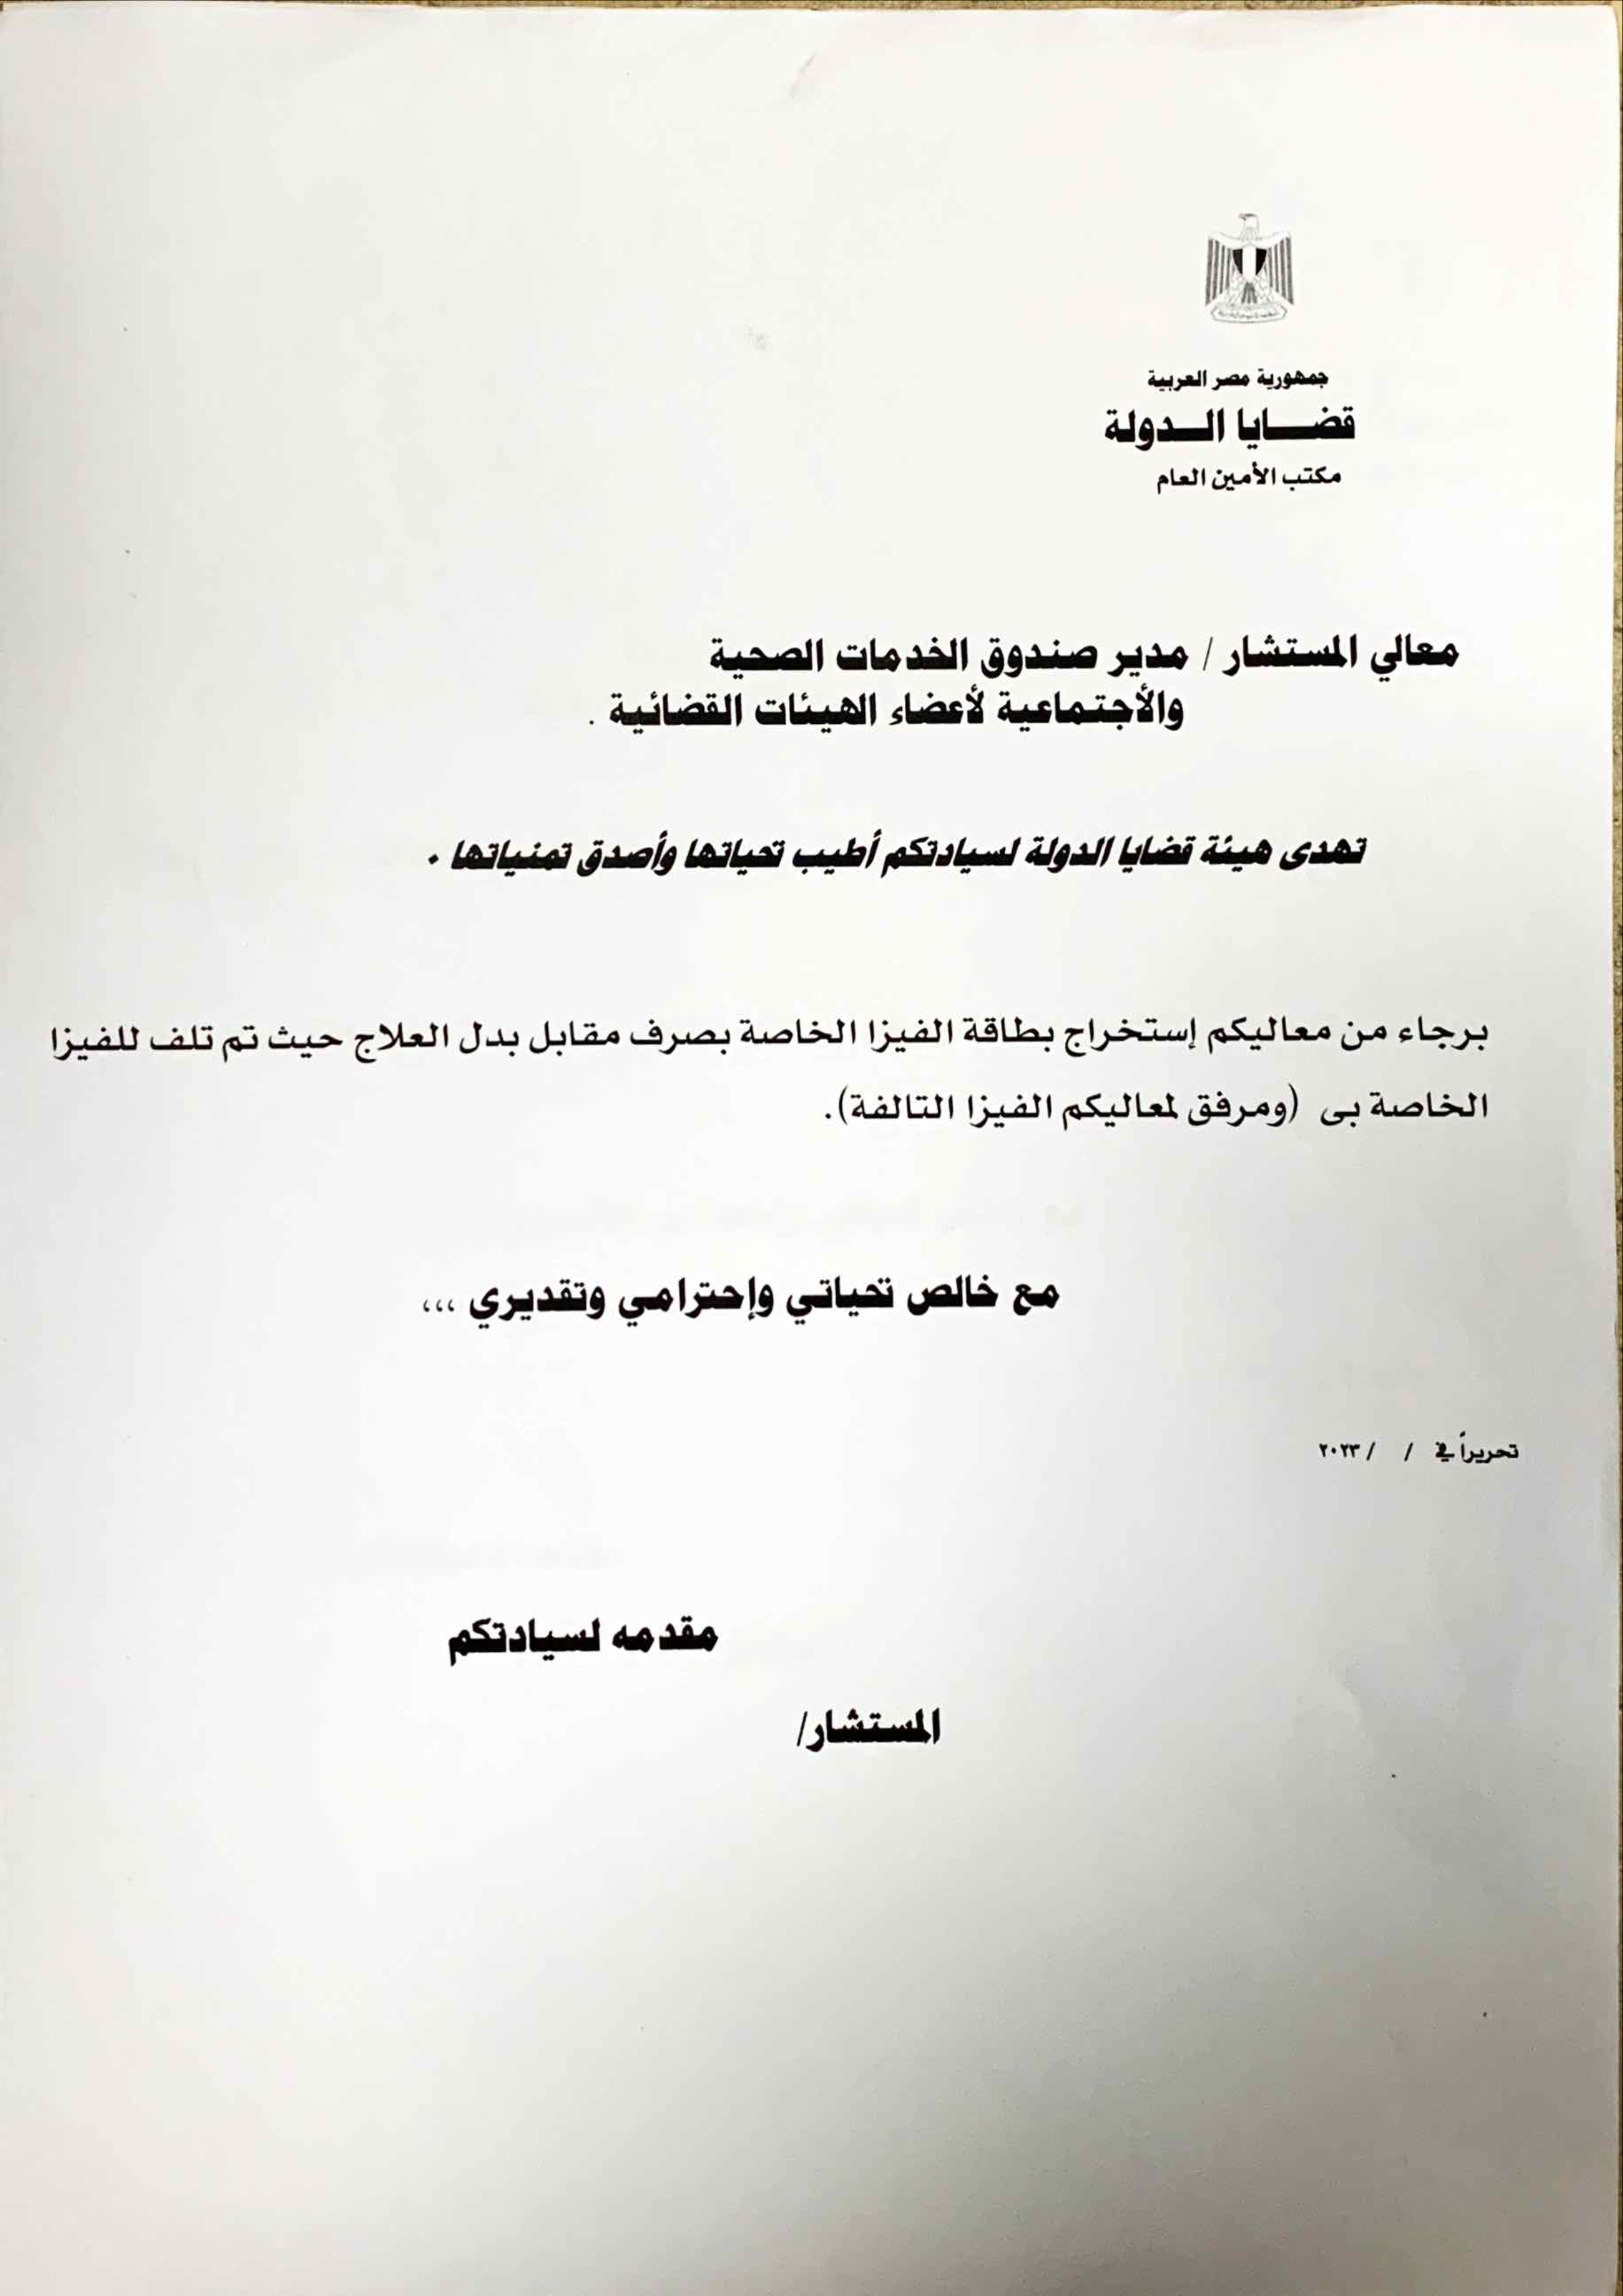 جمهورية مصر العربية
قضـــايا الـــدولة
مكتب الأمين العام
معالي المستشار / مدير صندوق الخدمات الصحية
والأجتماعية لأعضاء الهيئات القضائية .
تهدى هيئة قضايا الدولة لسيادتكم أطيب تحياتها وأصدق تمنياتها .
برجاء من معاليكم إستخراج بطاقة الفيزا الخاصة بصرف مقابل بدل العلاج حيث تم تلف للفيزا
الخاصة بى (ومرفق لمعاليكم الفيزا التالفة).
مع خالص تحياتي وإحترامي وتقديري ،،،
تحريراً في / / ٢٠٢٣
مقدمه لسيادتكم
المستشار/